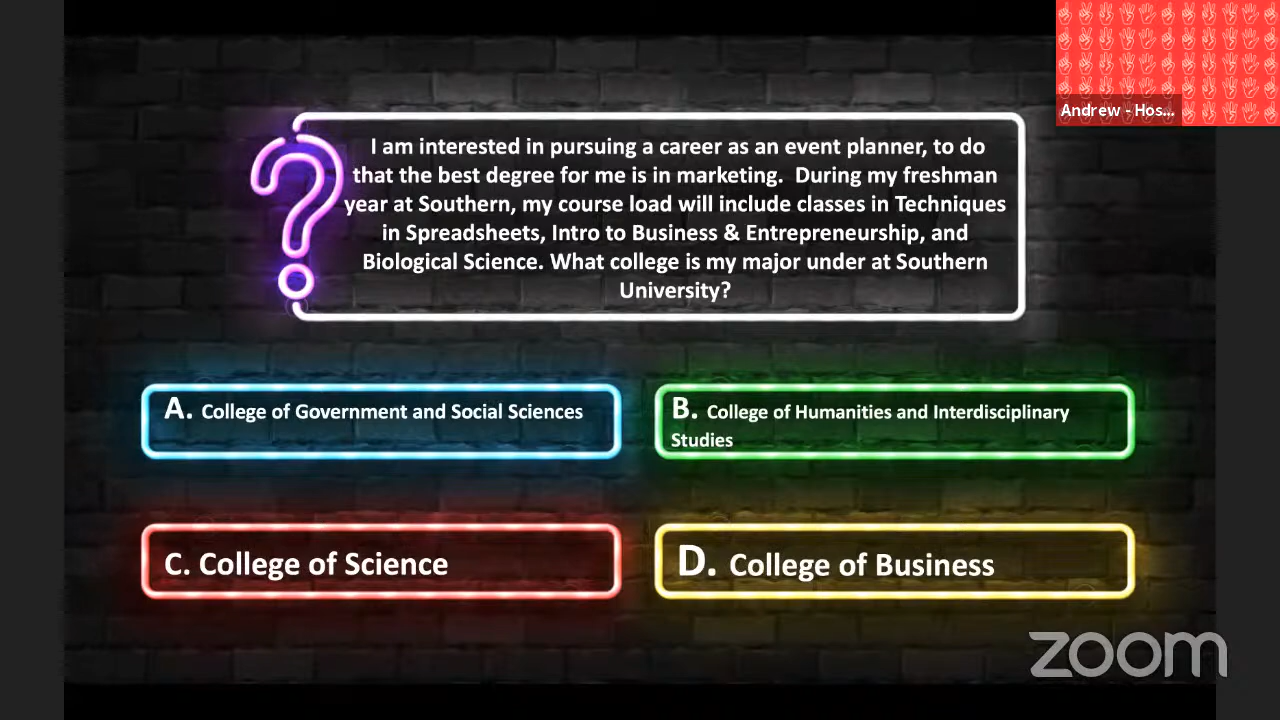 Andrew - Hos...
I am interested in pursuing a career as an event planner, to do
that the best degree for me is in marketing.  During my freshman
year at Southern, my course load will include classes in Techniques
in Spreadsheets, Intro to Business & Entrepreneurship, and
Biological Science. What college is my major under at Southern
University?
A. College of Government and Social Sciences
B. College of Humanities and Interdisciplinary
Studies
C. College of Science
D. College of Business
zoom